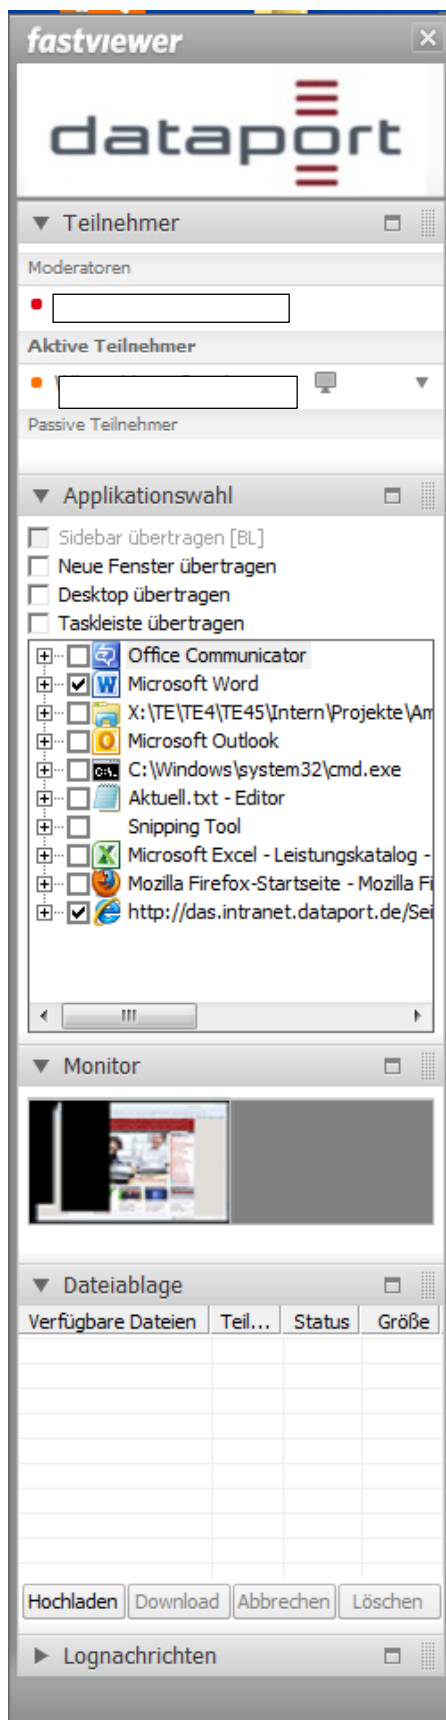 fastviewer
dataport
Teilnehmer
Moderatoren
Aktive Teilnehmer
Passive Teilnehmer
Applikationswahl
Sidebar übertragen [BL]
Neue Fenster übertragen
Desktop übertragen
Taskleiste übertragen
Office Communicator
Microsoft Word
X:\TE\TE4\TE45\Intern\Projekte\Am
Microsoft Outlook
C:\Windows\system32\cmd.exe
Aktuell.txt - Editor
Snipping Tool
Microsoft Excel - Leistungskatalog -
Mozilla Firefox-Startseite - Mozilla Fi
http://das.intranet.dataport.de/Sei
Monitor
Dateiablage
Verfügbare Dateien Teil... Status Größe
Hochladen Download Abbrechen Löschen
Lognachrichten